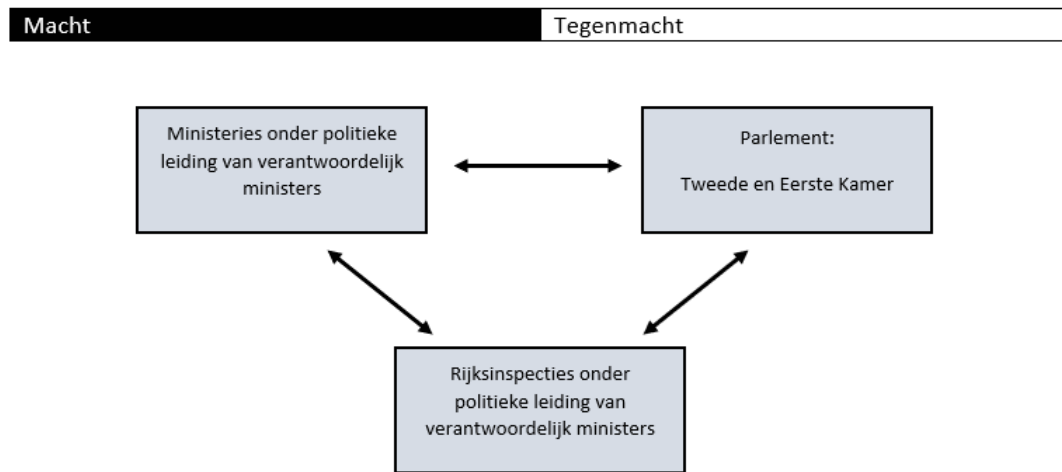 Macht
Tegenmacht
Ministeries onder politieke
leiding van verantwoordelijk
ministers
Parlement:
Tweede en Eerste Kamer
Rijksinspecties onder
politieke leiding van
verantwoordelijk ministers